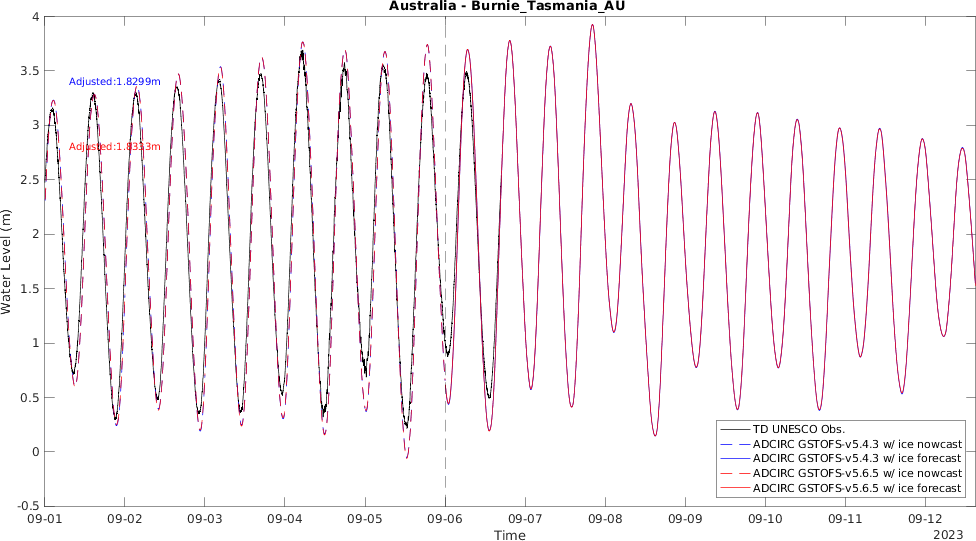 Australia - Burnie_Tasmania_AU
4
3.5
3
2.5
2
1.5
1
0.5
0
-0.5
Water Level (m)
Adjusted:1.8299m
Adjusted:1.8333m
TD UNESCO Obs.
ADCIRC GSTOFS-v5.4.3 w/ ice nowcast
ADCIRC GSTOFS-v5.4.3 w/ ice forecast
ADCIRC GSTOFS-v5.6.5 w/ ice nowcast
ADCIRC GSTOFS-v5.6.5 w/ ice forecast
09-01 09-02 09-03 09-04 09-05 09-06 09-07 09-08 09-09 09-10 09-11 09-12
Time
2023